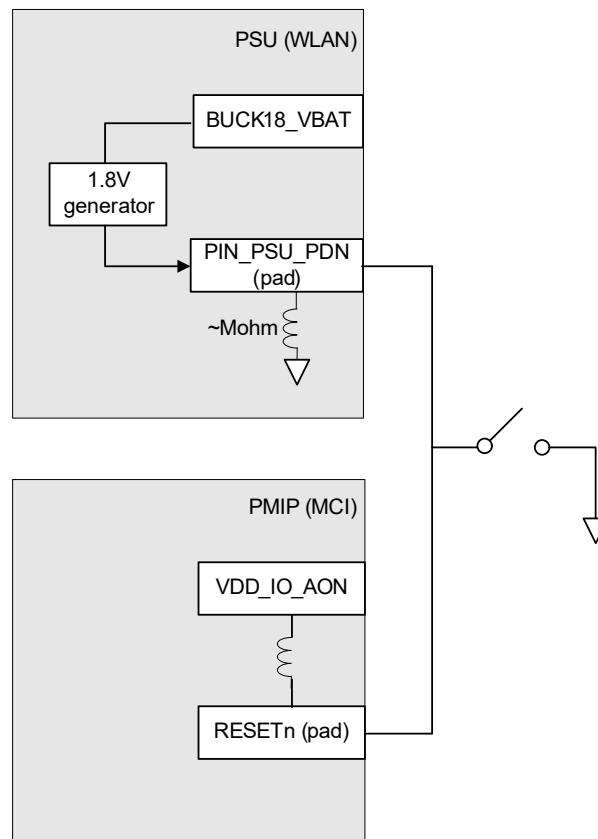 PSU (WLAN)
BUCK18_VBAT
1.8V
generator
PIN_PSU_PDN
(pad)
~Mohm
PMIP (MCI)
VDD_IO_AON
RESETn (pad)